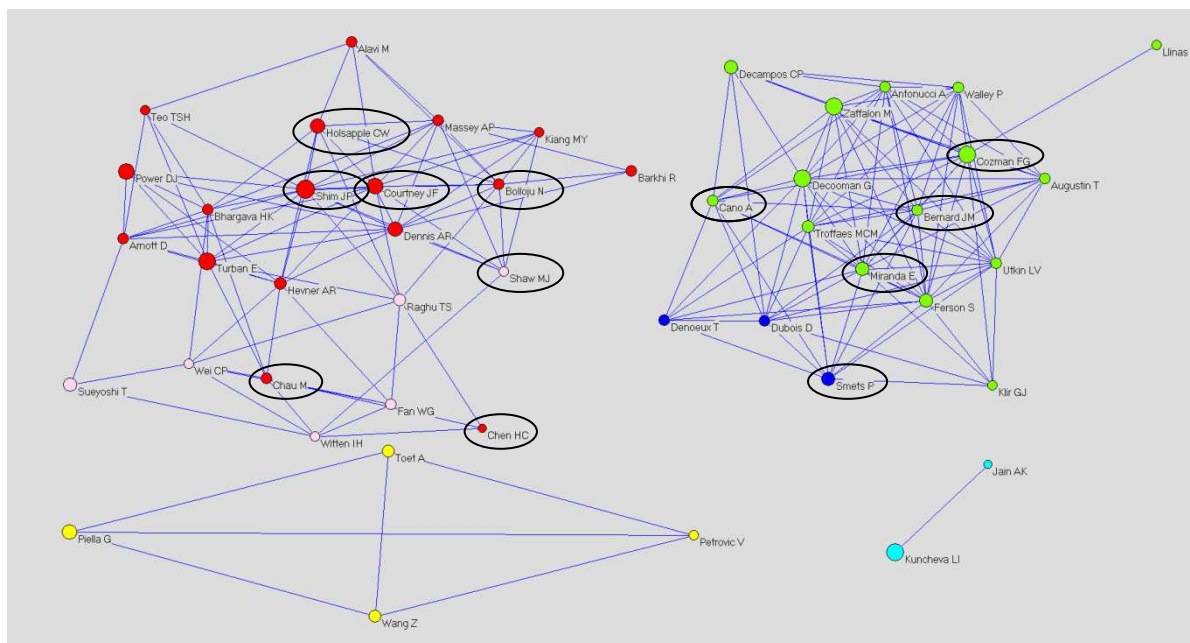 Alavi M
Llinas
Decampos CP
Antonucci A
Walley P
Teo TSH
Zaffalon M
Holsapple CW
Massey AP
Kiang MY
Cozman FG
Barkhi R
Power DJ
Shim JP
Courtney JF
Bolloju N
Decooman G
Augustin T
Cano A
Bhargava HK
Bernard JM
Troffaes MCM
Arnott D
Dennis AR
Turban E
Shaw MJ
Miranda E
Utkin LV
Hevner AR
Raghu TS
Ferson S
Denoeux T
Dubois D
Wei CP
Chau M
Smets P
Sueyoshi T
Klir GJ
Fan WG
Witten IH
Chen HC
Toet A
Jain AK
Piella G
Petrovic V
Kuncheva LI
Wang Z